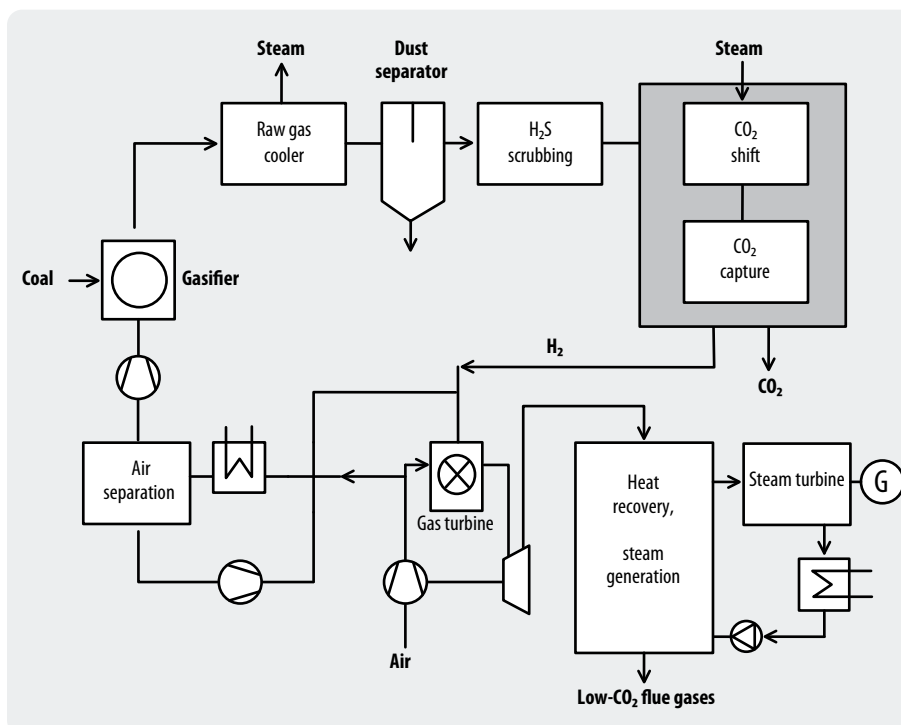 Steam
Dust
separator
Steam
Raw gas
cooler
H₂S
scrubbing
CO₂
shift
CO₂
capture
Coal
Gasifier
H₂
CO₂
Air
separation
Gas turbine
Heat
recovery,
steam
generation
Steam turbine
G
Air
Low-CO₂ flue gases